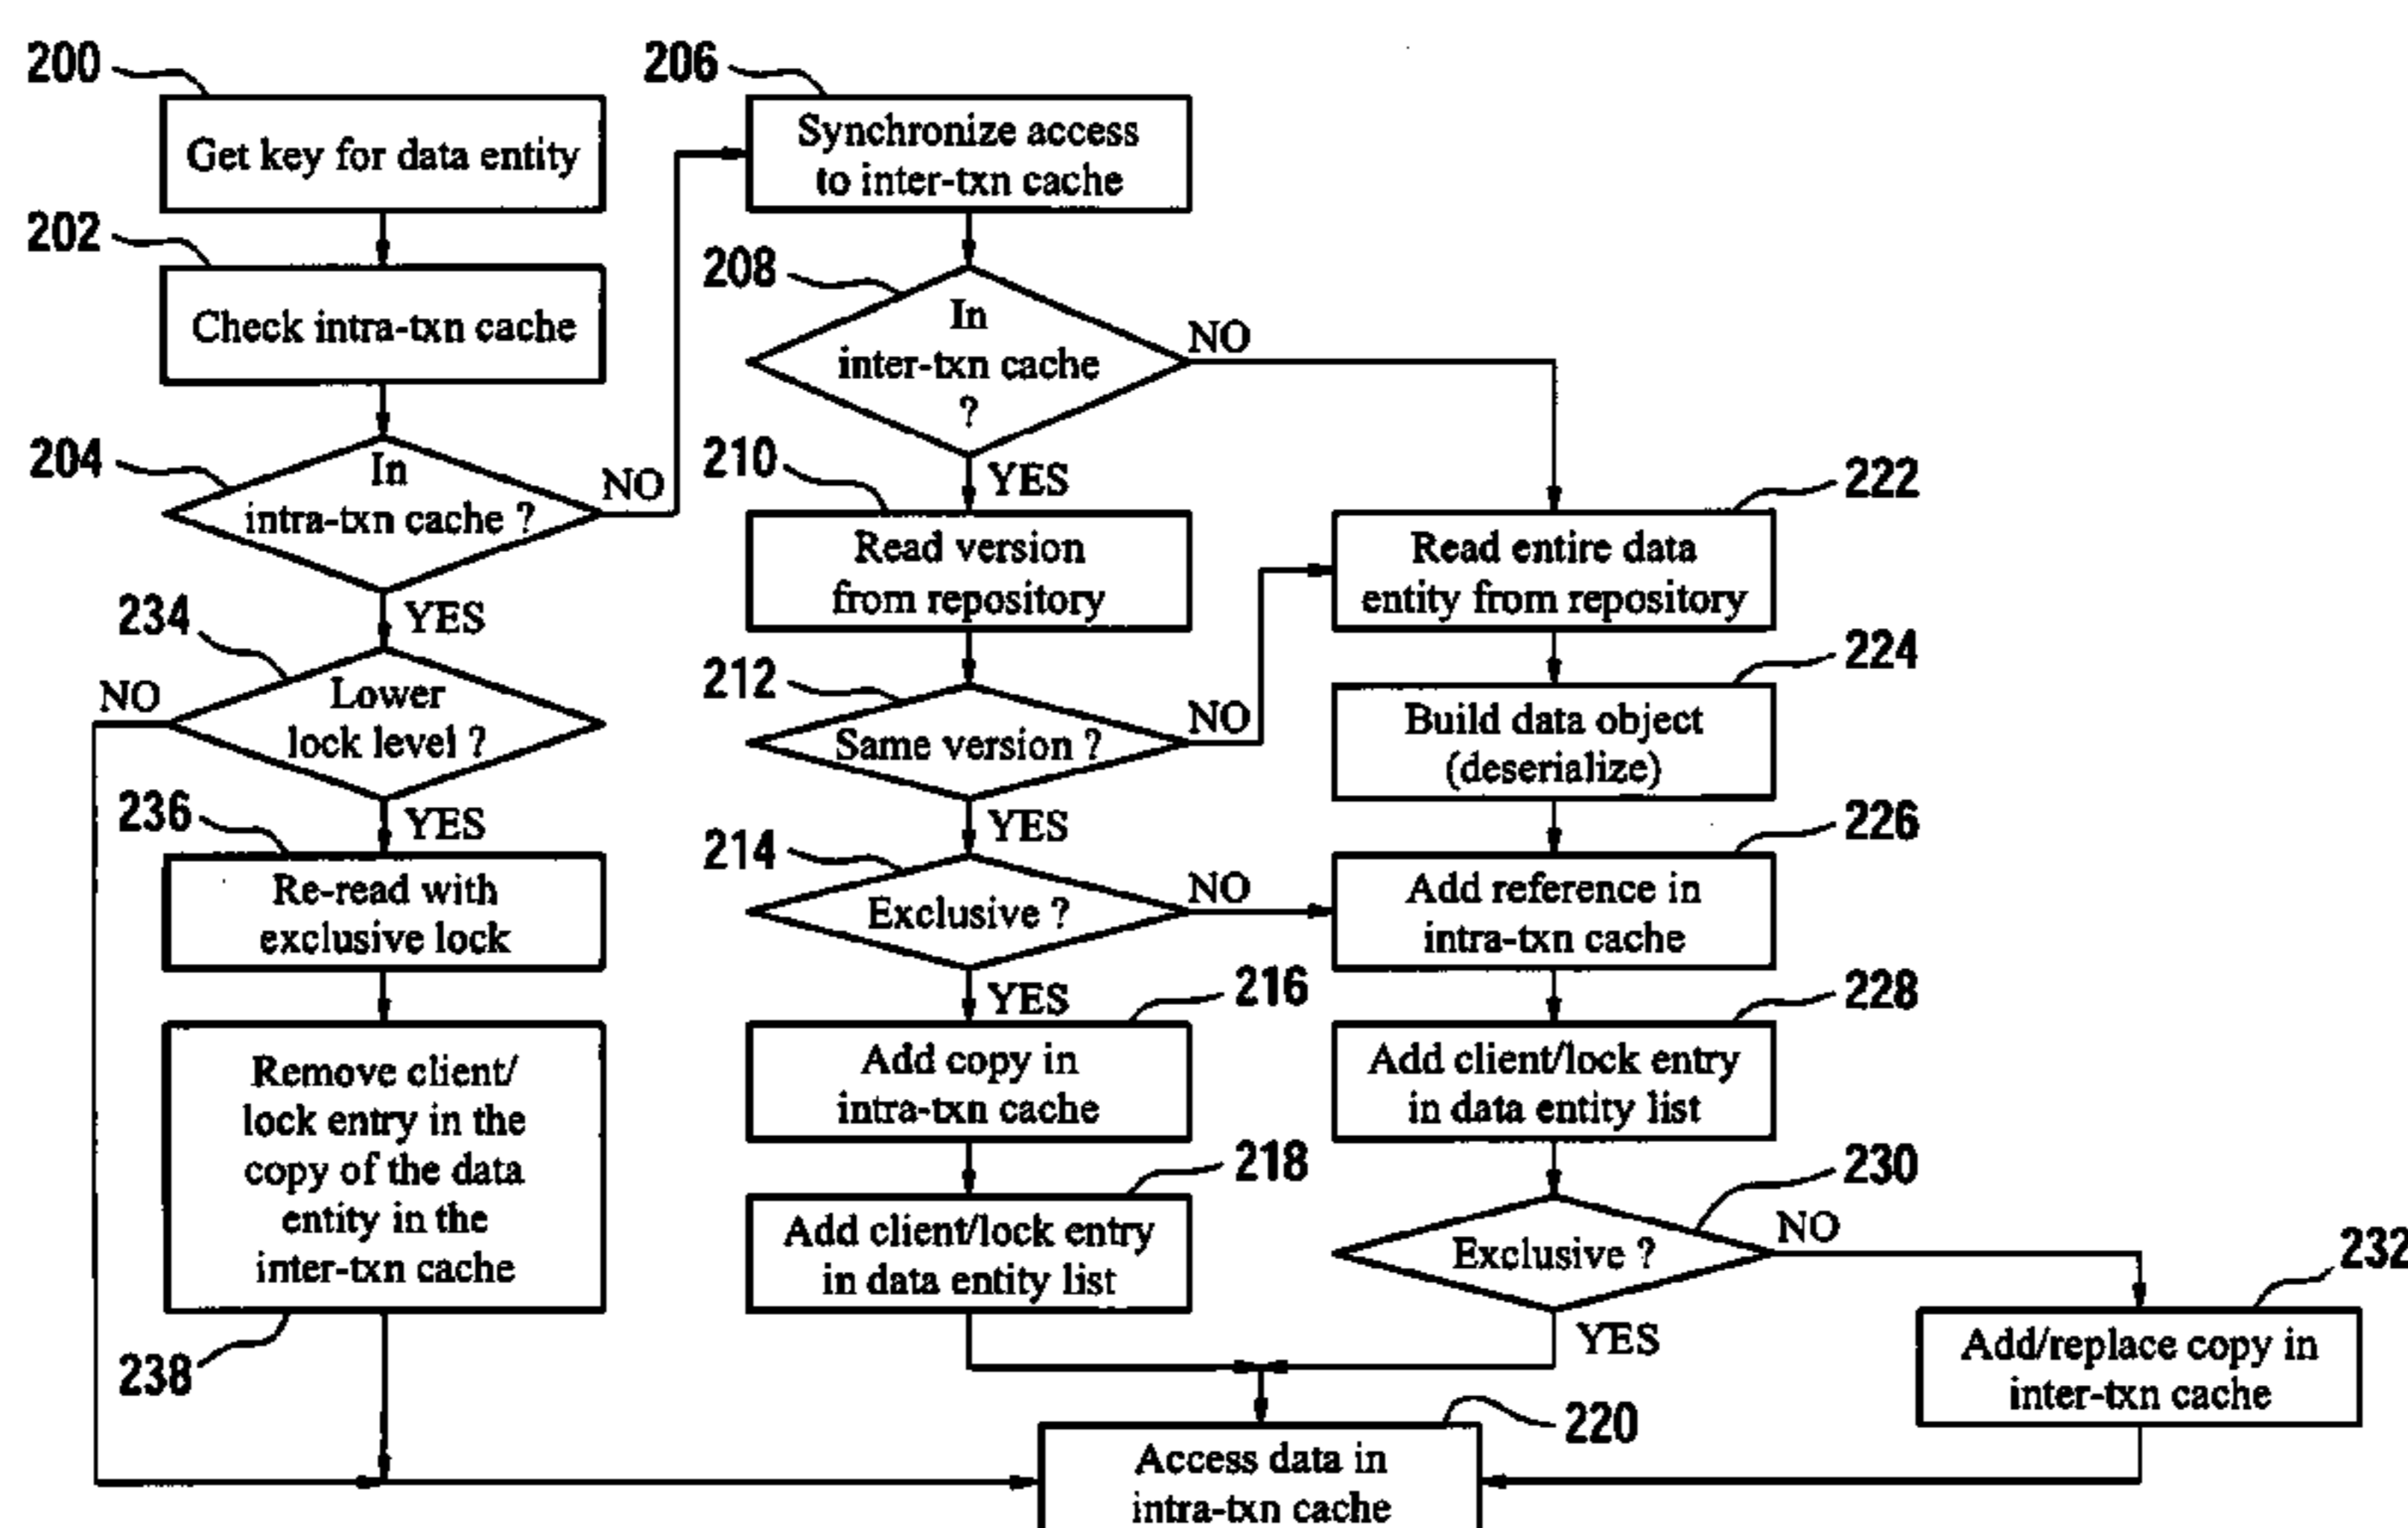 200
Get key for data entity
202
Check intra-txn cache
204
In
intra-txn cache ?
NO
YES
234
Lower
lock level ?
NO
YES
236
Re-read with
exclusive lock
Remove client/
lock entry in the
copy of the data
entity in the
inter-txn cache
238
206
Synchronize access
to inter-txn cache
208
In
inter-txn cache
?
NO
YES
210
Read version
from repository
212
Same version ?
NO
YES
214
Exclusive ?
NO
YES
216
Add copy in
intra-txn cache
218
Add client/lock entry
in data entity list
222
Read entire data
entity from repository
224
Build data object
(deserialize)
226
Add reference in
intra-txn cache
228
Add client/lock entry
in data entity list
230
Exclusive ?
NO
YES
232
Add/replace copy in
inter-txn cache
220
Access data in
intra-txn cache